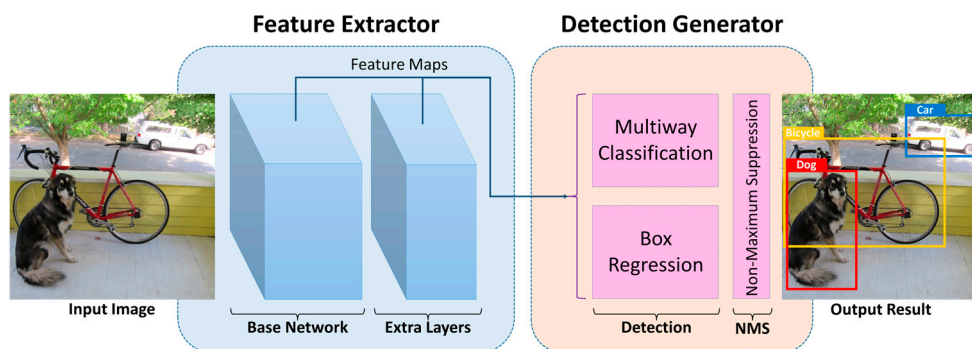 Feature Extractor
Detection Generator
Feature Maps
Multiway
Classification
Box
Regression
Non-Maximum Suppression
Car
Bicycle
Dog
Input Image
Base Network
Extra Layers
Detection
NMS
Output Result